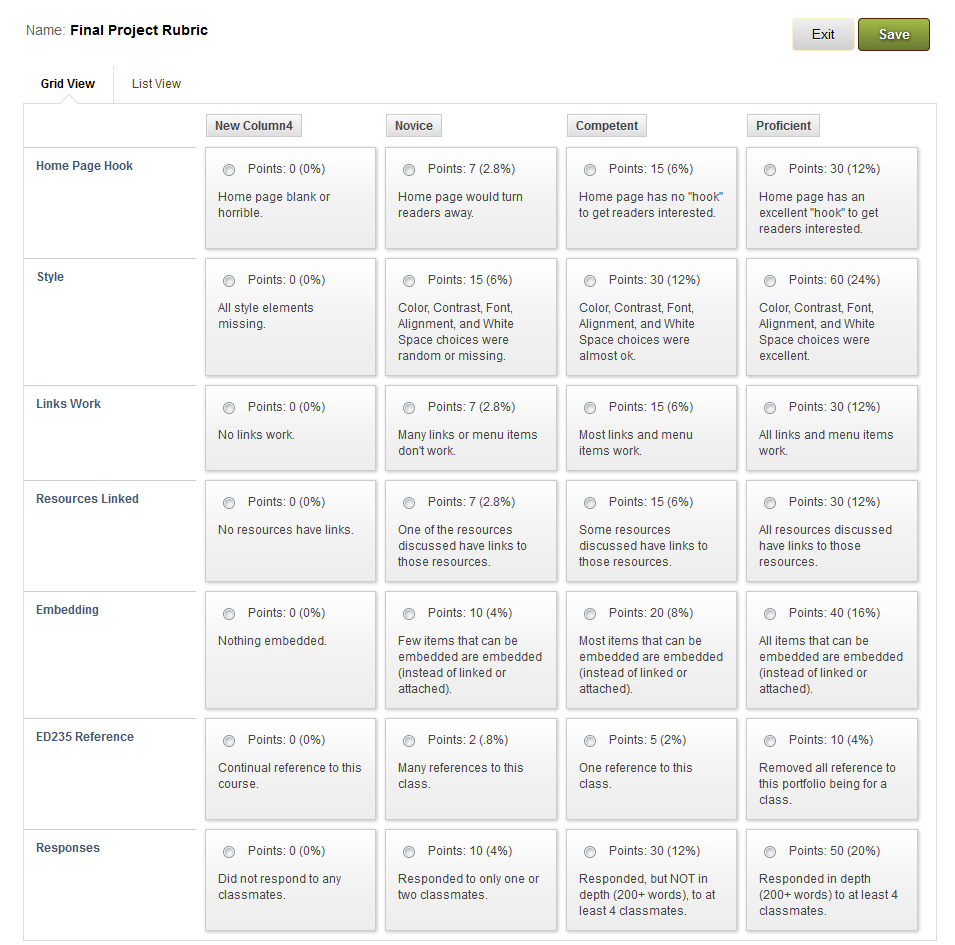 Name: Final Project Rubric
Exit
Save
Grid View
List View
New Column4
Novice
Competent
Proficient
Home Page Hook
Points: 0 (0%)
Home page blank or
horrible.
Points: 7 (2.8%)
Home page would turn
readers away.
Points: 15 (6%)
Home page has no "hook"
to get readers interested.
Points: 30 (12%)
Home page has an
excellent "hook" to get
readers interested.
Style
Points: 0 (0%)
All style elements
missing.
Points: 15 (6%)
Color, Contrast, Font,
Alignment, and White
Space choices were
random or missing.
Points: 30 (12%)
Color, Contrast, Font,
Alignment, and White
Space choices were
almost ok.
Points: 60 (24%)
Color, Contrast, Font,
Alignment, and White
Space choices were
excellent.
Links Work
Points: 0 (0%)
No links work.
Points: 7 (2.8%)
Many links or menu items
don't work.
Points: 15 (6%)
Most links and menu
items work.
Points: 30 (12%)
All links and menu items
work.
Resources Linked
Points: 0 (0%)
No resources have links.
Points: 7 (2.8%)
One of the resources
discussed have links to
those resources.
Points: 15 (6%)
Some resources
discussed have links to
those resources.
Points: 30 (12%)
All resources discussed
have links to those
resources.
Embedding
Points: 0 (0%)
Nothing embedded.
Points: 10 (4%)
Few items that can be
embedded are embedded
(instead of linked or
attached).
Points: 20 (8%)
Most items that can be
embedded are embedded
(instead of linked or
attached).
Points: 40 (16%)
All items that can be
embedded are embedded
(instead of linked or
attached).
ED235 Reference
Points: 0 (0%)
Continual reference to this
course.
Points: 2 (.8%)
Many references to this
class.
Points: 5 (2%)
One reference to this
class.
Points: 10 (4%)
Removed all reference to
this portfolio being for a
class.
Responses
Points: 0 (0%)
Did not respond to any
classmates.
Points: 10 (4%)
Responded to only one or
two classmates.
Points: 30 (12%)
Responded, but NOT in
depth (200+ words), to at
least 4 classmates.
Points: 50 (20%)
Responded in depth
(200+ words) to at least 4
classmates.